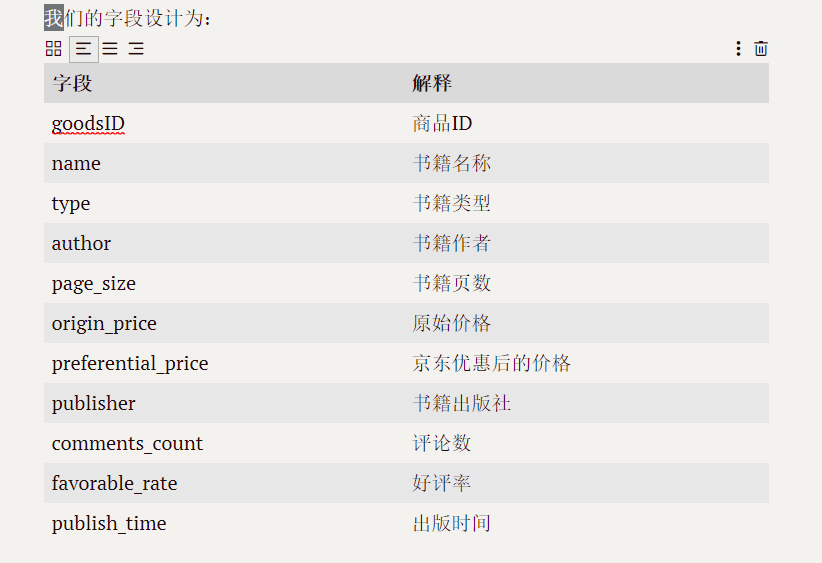 我们的字段设计为：
字段 解释
goodsID 商品ID
name 书籍名称
type 书籍类型
author 书籍作者
page_size 书籍页数
origin_price 原始价格
preferential_price 京东优惠后的价格
publisher 书籍出版社
comments_count 评论数
favorable_rate 好评率
publish_time 出版时间